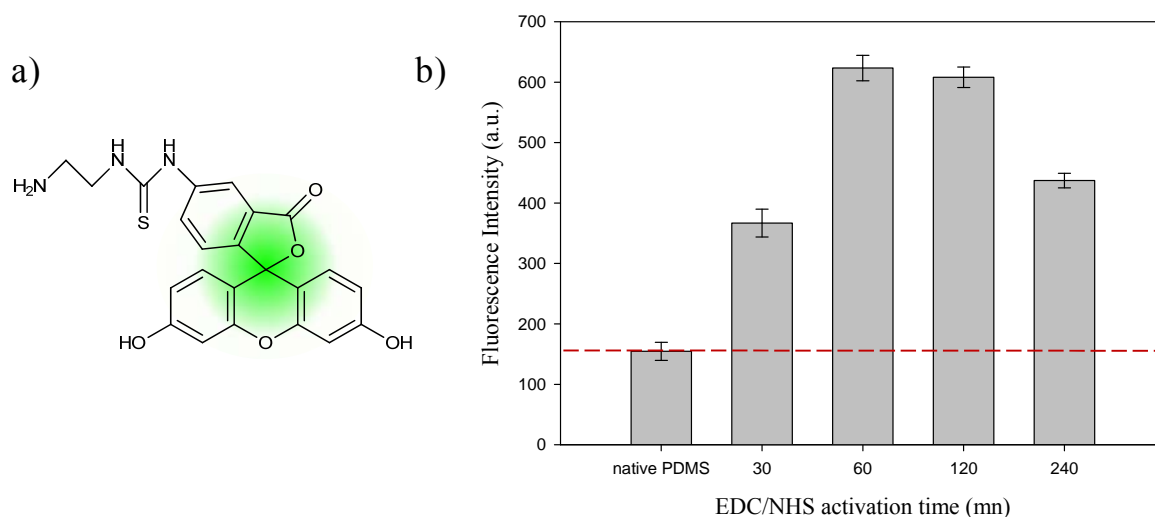 a)
H
N
H
N
H₂N
S
O
O
HO
O
OH
b)
Fluorescence Intensity (a.u.)
700
600
500
400
300
200
100
0
native PDMS 30 60 120 240
EDC/NHS activation time (mn)